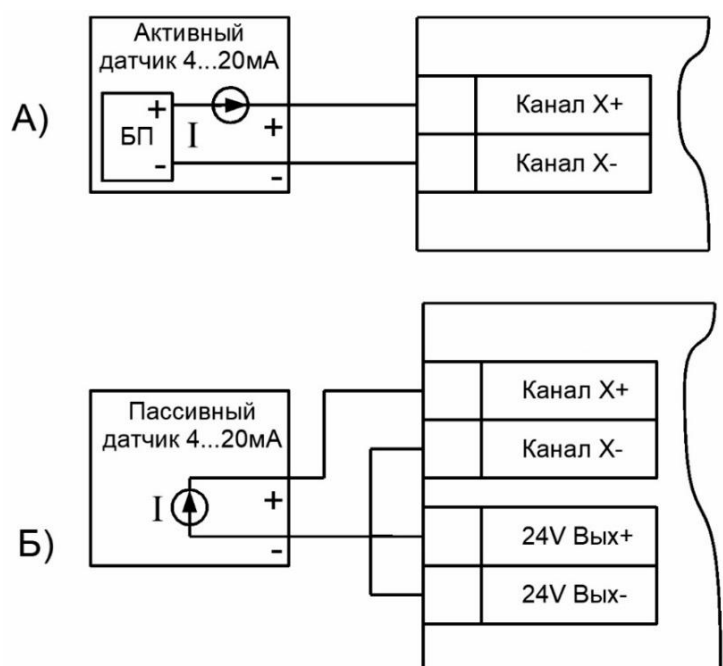 А)
Активный
датчик 4...20мА
БП
+
-
I
+
-
Канал X+
Канал X-
Б)
Пассивный
датчик 4...20мА
I
+
-
Канал X+
Канал X-
24V Вых+
24V Вых-